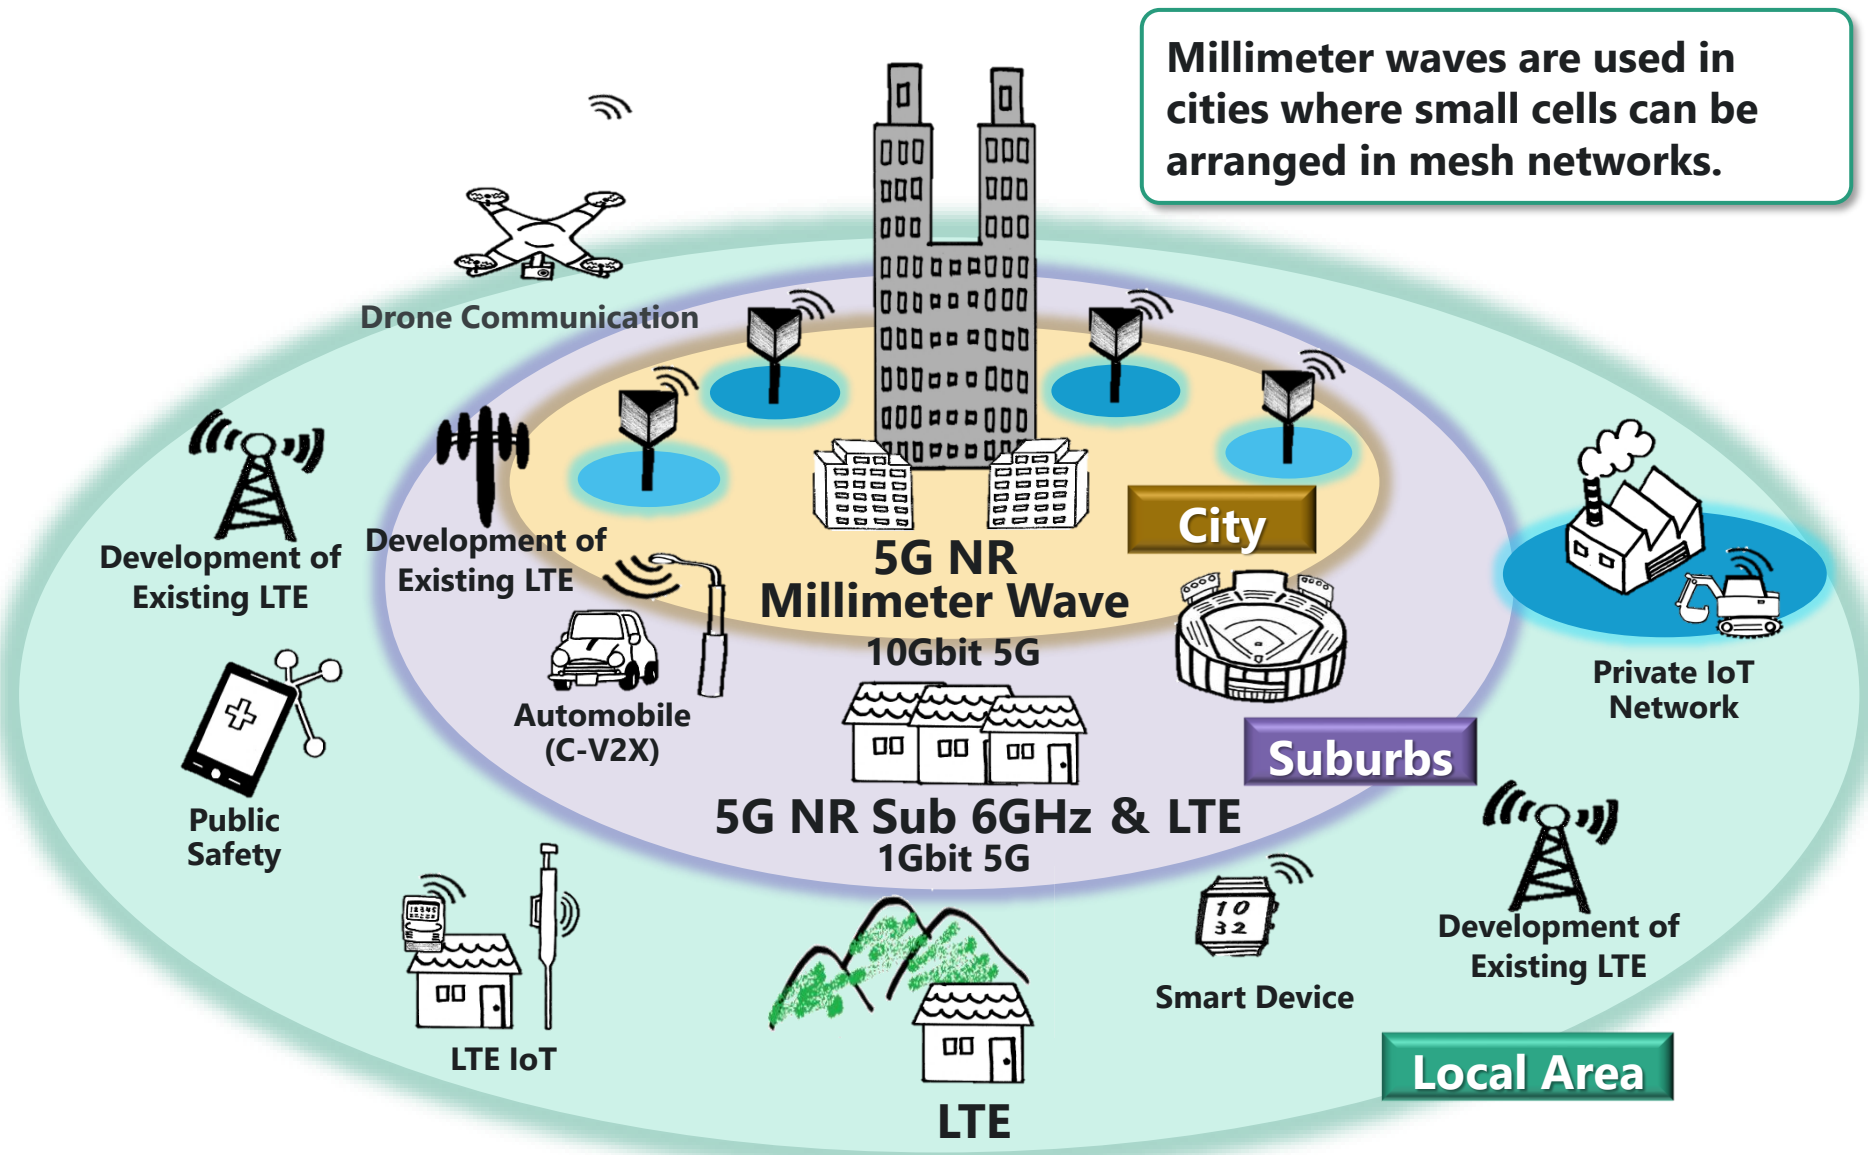 Millimeter waves are used in
cities where small cells can be
arranged in mesh networks.
Drone Communication
City
Development of
Existing LTE
Development of
Existing LTE
5G NR
Millimeter Wave
10Gbit 5G
Automobile
(C-V2X)
Private IoT
Network
Suburbs
5G NR Sub 6GHz & LTE
1Gbit 5G
Public
Safety
12345
10
32
Development of
Existing LTE
Smart Device
LTE IoT
Local Area
LTE